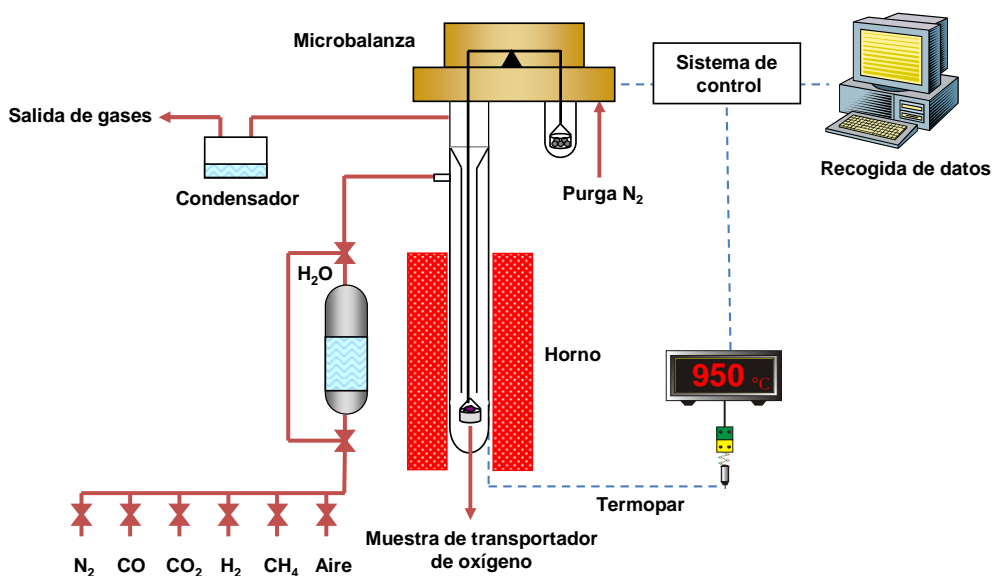 Microbalanza
Sistema de
control
Salida de gases
Recogida de datos
Condensador
Purga N₂
H₂O
Horno
950 °C
Termopar
Muestra de transportador
de oxígeno
N₂ CO CO₂ H₂ CH₄ Aire